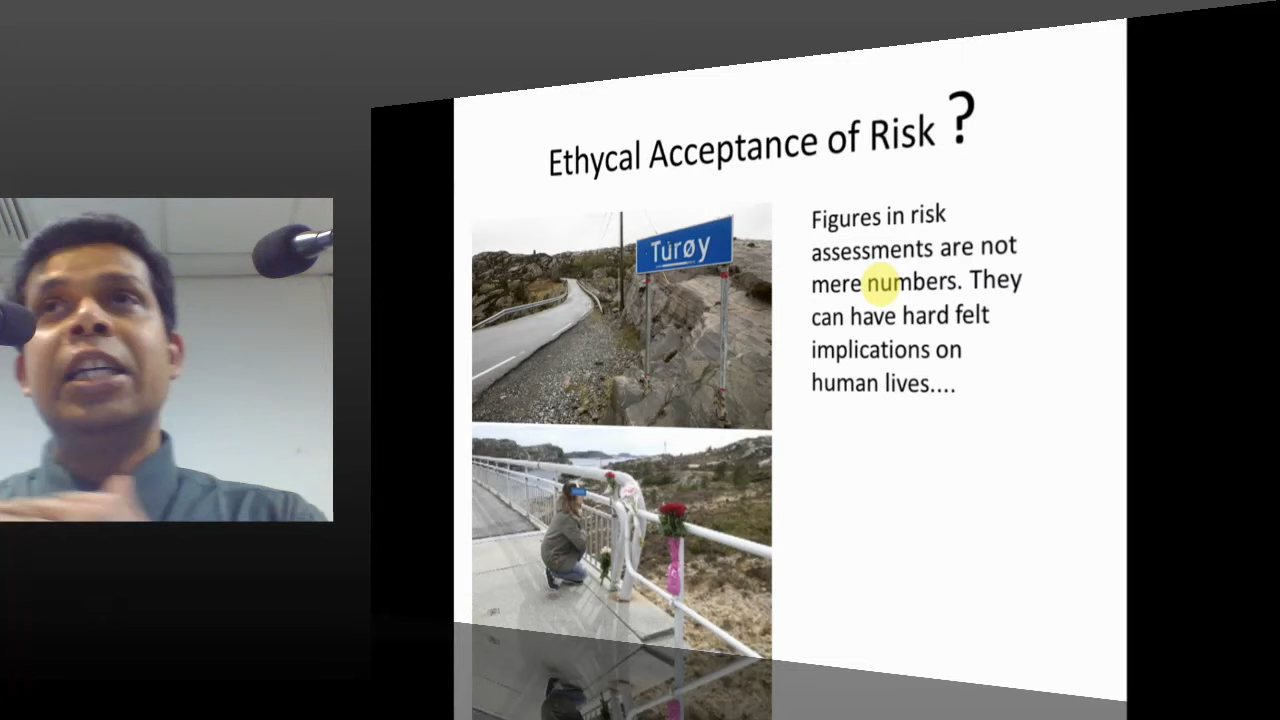 Ethycal Acceptance of Risk ?
Turøy
Figures in risk
assessments are not
mere numbers. They
can have hard felt
implications on
human lives....